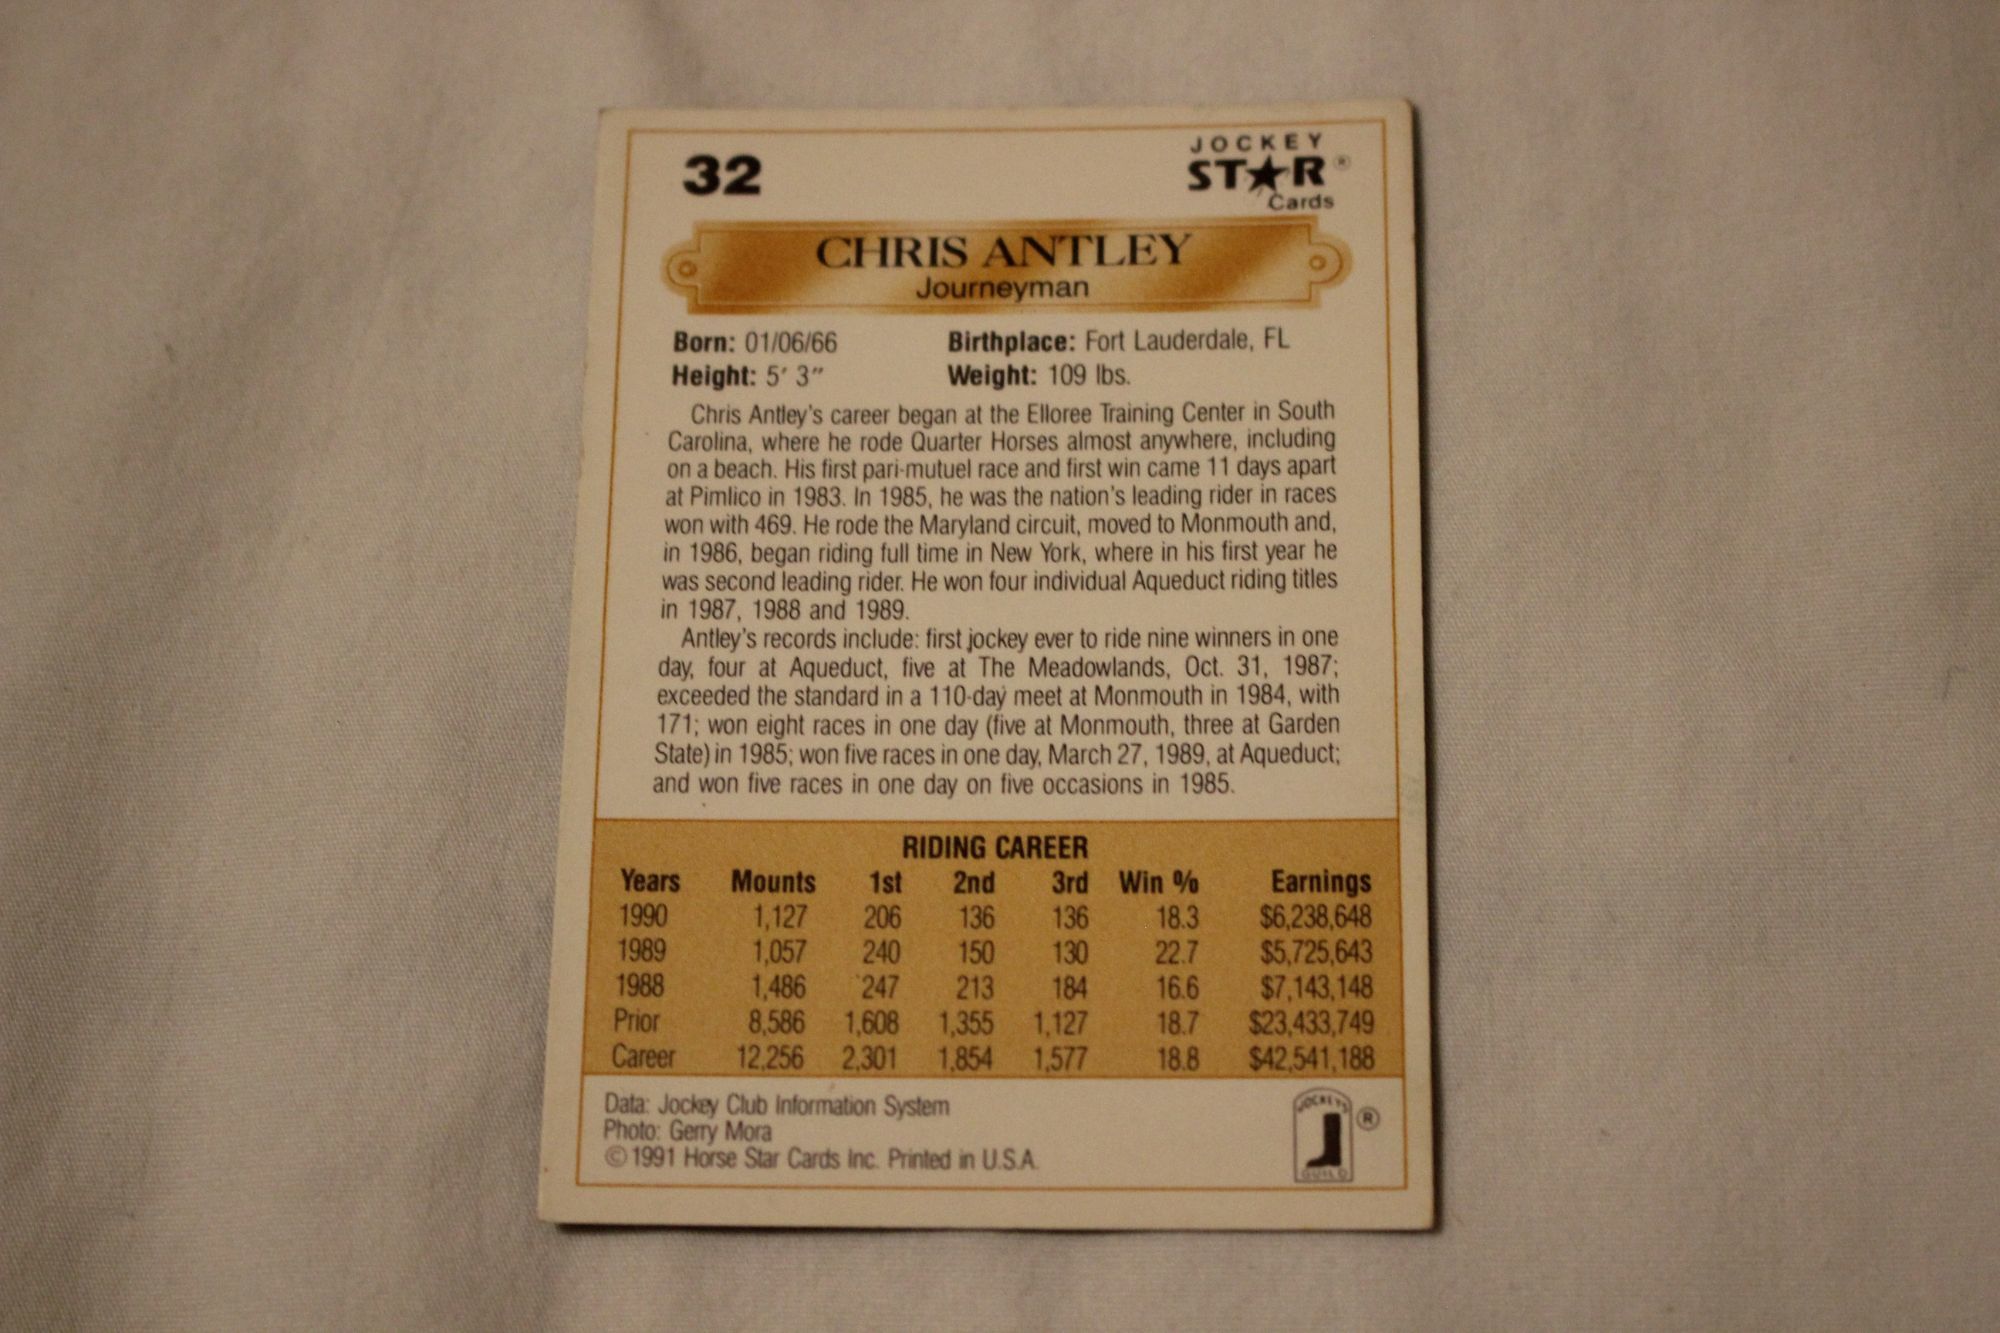 32
JOCKEY
STAR®
Cards
CHRIS ANTLEY
Journeyman
Born: 01/06/66 Birthplace: Fort Lauderdale, FL
Height: 5' 3" Weight: 109 lbs.
Chris Antley's career began at the Elloree Training Center in South
Carolina, where he rode Quarter Horses almost anywhere, including
on a beach. His first pari-mutuel race and first win came 11 days apart
at Pimlico in 1983. In 1985, he was the nation's leading rider in races
won with 469. He rode the Maryland circuit, moved to Monmouth and,
in 1986, began riding full time in New York, where in his first year he
was second leading rider. He won four individual Aqueduct riding titles
in 1987, 1988 and 1989.
Antley's records include: first jockey ever to ride nine winners in one
day, four at Aqueduct, five at The Meadowlands, Oct. 31, 1987;
exceeded the standard in a 110-day meet at Monmouth in 1984, with
171; won eight races in one day (five at Monmouth, three at Garden
State) in 1985; won five races in one day, March 27, 1989, at Aqueduct;
and won five races in one day on five occasions in 1985.
RIDING CAREER
Years Mounts 1st 2nd 3rd Win % Earnings
1990 1,127 206 136 136 18.3 $6,238,648
1989 1,057 240 150 130 22.7 $5,725,643
1988 1,486 247 213 184 16.6 $7,143,148
Prior 8,586 1,608 1,355 1,127 18.7 $23,433,749
Career 12,256 2,301 1,854 1,577 18.8 $42,541,188
Data: Jockey Club Information System
Photo: Gerry Mora
©1991 Horse Star Cards Inc. Printed in U.S.A.
JOCKEYS
GUILD
®